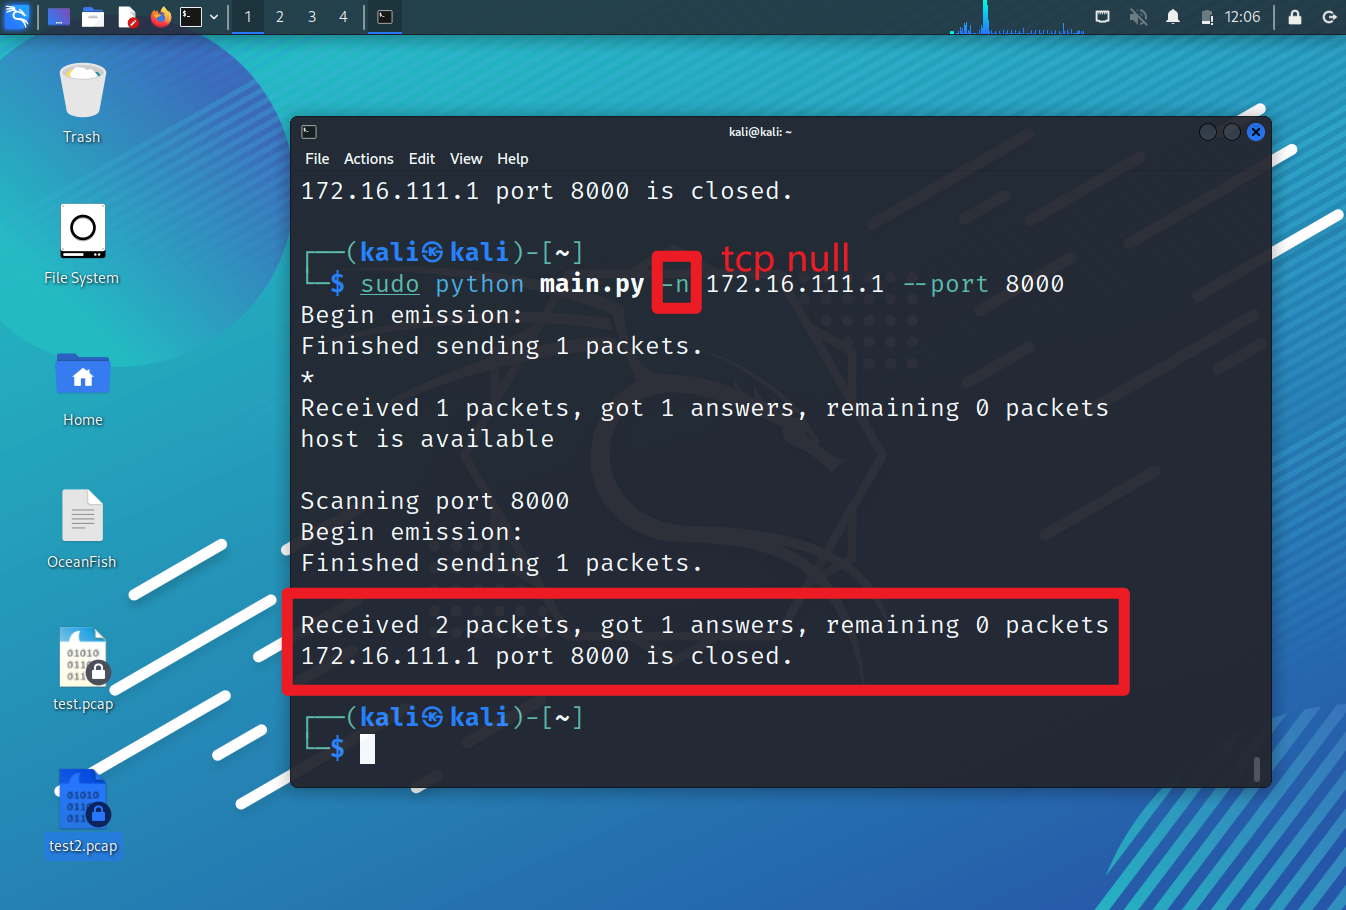 1 2 3 4 12:06
Trash
File System
Home
OceanFish
01010
test.pcap
01010
test2.pcap
kali@kali: ~
File Actions Edit View Help
172.16.111.1 port 8000 is closed.
┌──(kali㉿kali)-[~]
└─$ sudo python main.py -n 172.16.111.1 --port 8000
tcp null
Begin emission:
Finished sending 1 packets.
*
Received 1 packets, got 1 answers, remaining 0 packets
host is available
Scanning port 8000
Begin emission:
Finished sending 1 packets.
Received 2 packets, got 1 answers, remaining 0 packets
172.16.111.1 port 8000 is closed.
┌──(kali㉿kali)-[~]
└─$